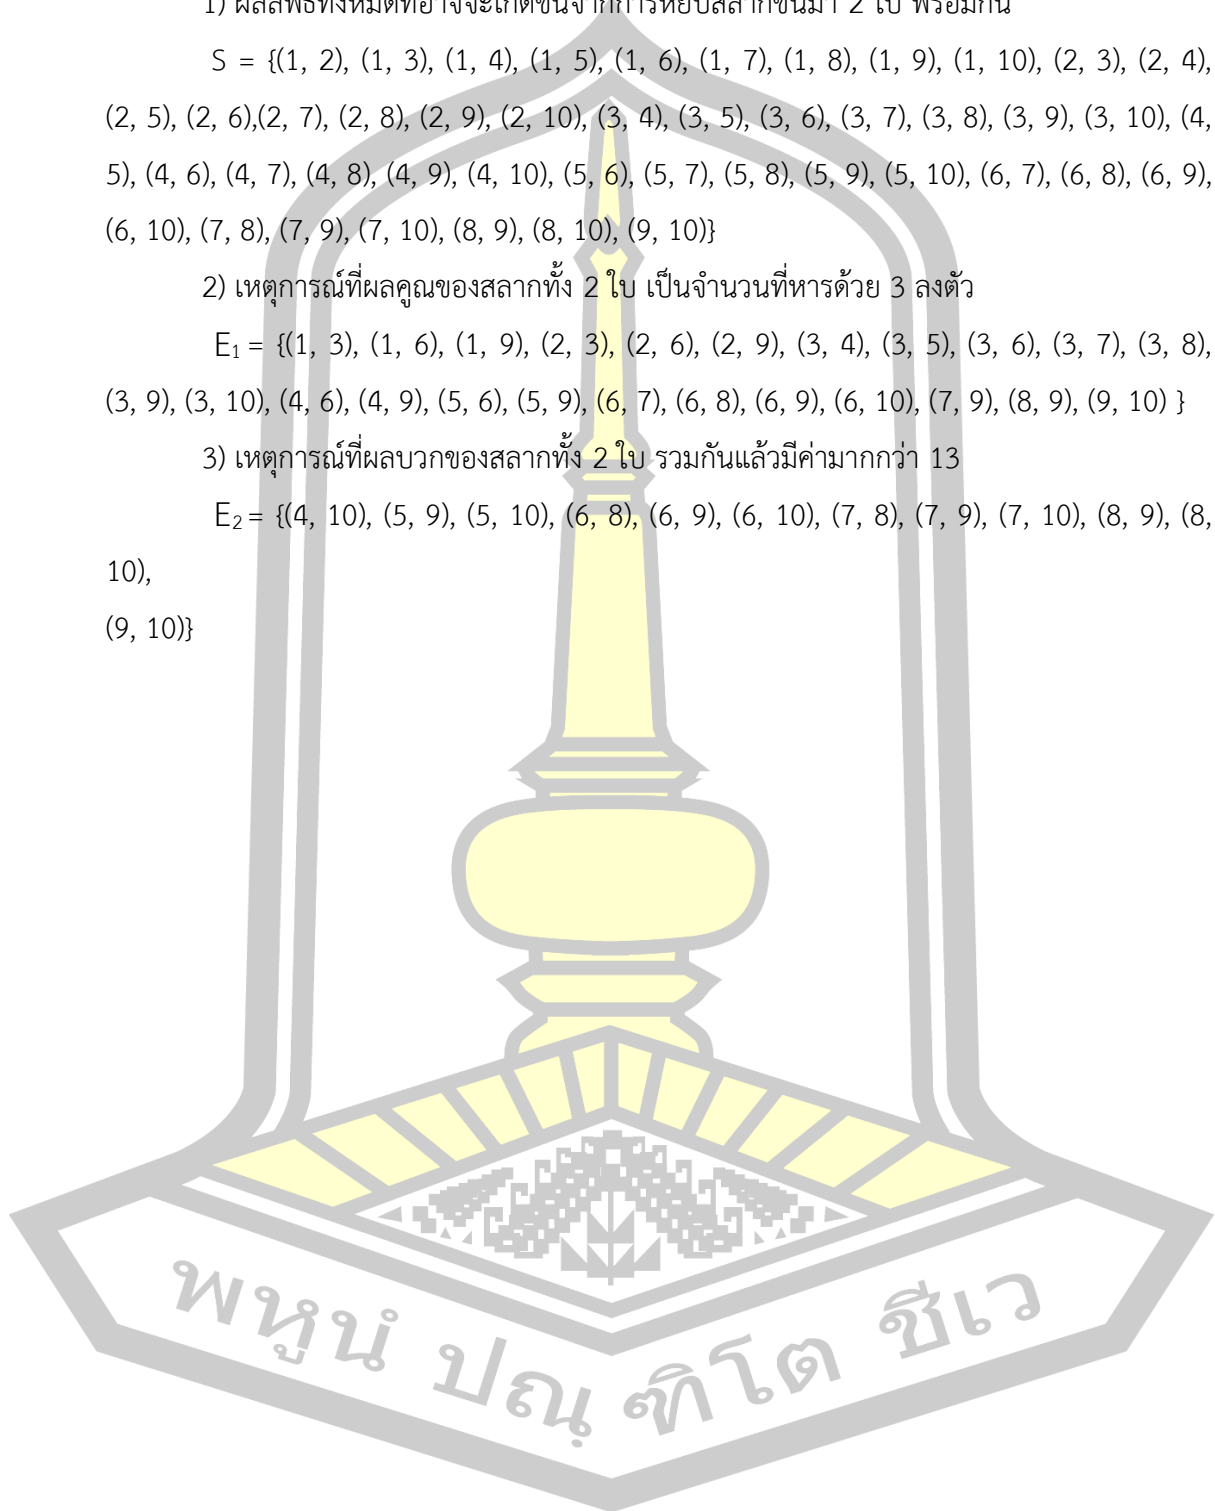 1) ผลลัพธ์ทั้งหมดที่อาจจะเกิดขึ้นจากการหยิบสลากขึ้นมา 2 ใบ พร้อมกัน
S = {(1, 2), (1, 3), (1, 4), (1, 5), (1, 6), (1, 7), (1, 8), (1, 9), (1, 10), (2, 3), (2, 4),
(2, 5), (2, 6),(2, 7), (2, 8), (2, 9), (2, 10), (3, 4), (3, 5), (3, 6), (3, 7), (3, 8), (3, 9), (3, 10), (4,
5), (4, 6), (4, 7), (4, 8), (4, 9), (4, 10), (5, 6), (5, 7), (5, 8), (5, 9), (5, 10), (6, 7), (6, 8), (6, 9),
(6, 10), (7, 8), (7, 9), (7, 10), (8, 9), (8, 10), (9, 10)}
2) เหตุการณ์ที่ผลคูณของสลากทั้ง 2 ใบ เป็นจำนวนที่หารด้วย 3 ลงตัว
E₁ = {(1, 3), (1, 6), (1, 9), (2, 3), (2, 6), (2, 9), (3, 4), (3, 5), (3, 6), (3, 7), (3, 8),
(3, 9), (3, 10), (4, 6), (4, 9), (5, 6), (5, 9), (6, 7), (6, 8), (6, 9), (6, 10), (7, 9), (8, 9), (9, 10) }
3) เหตุการณ์ที่ผลบวกของสลากทั้ง 2 ใบ รวมกันแล้วมีค่ามากกว่า 13
E₂ = {(4, 10), (5, 9), (5, 10), (6, 8), (6, 9), (6, 10), (7, 8), (7, 9), (7, 10), (8, 9), (8,
10),
(9, 10)}
พหูนํ ปณฺ ฑิโต ชีเว